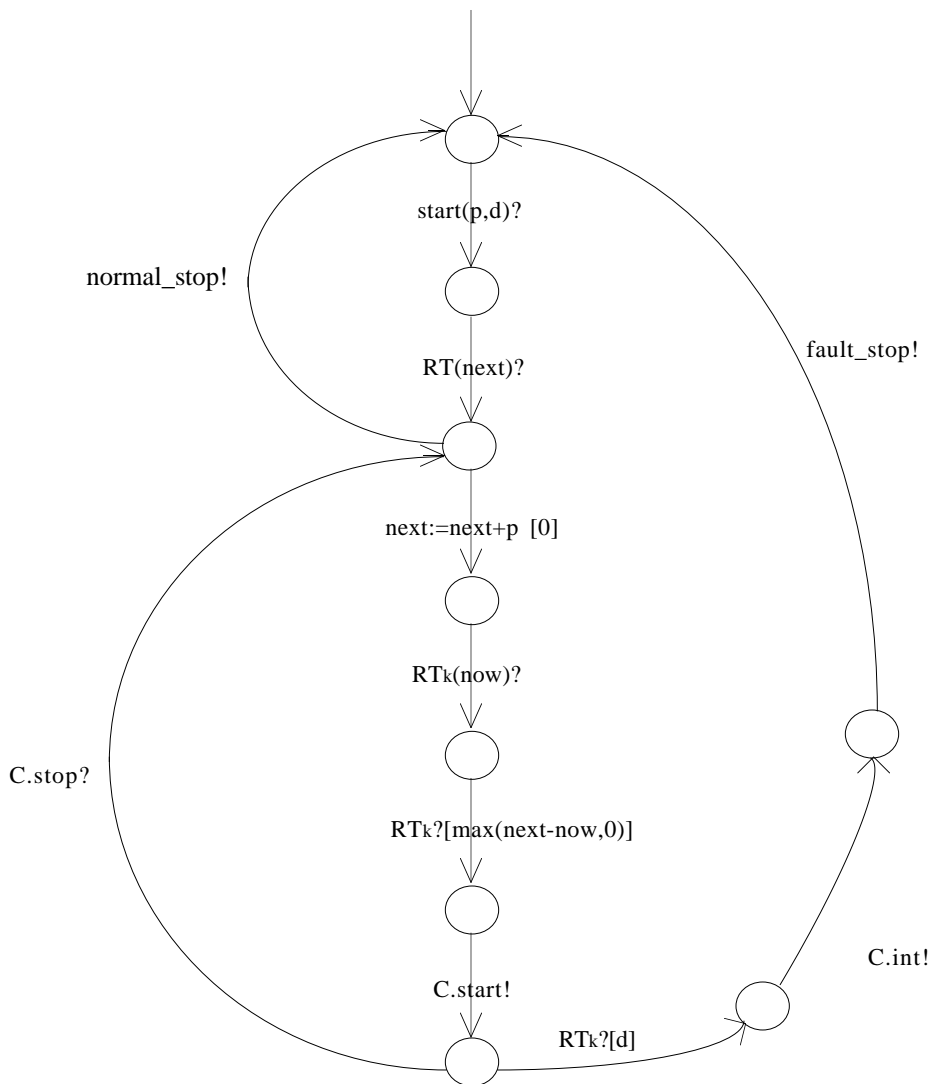 start(p,d)?
normal_stop!
fault_stop!
RT(next)?
next:=next+p [0]
RTk(now)?
C.stop?
RTk?[max(next-now,0)]
C.int!
C.start!
RTk?[d]